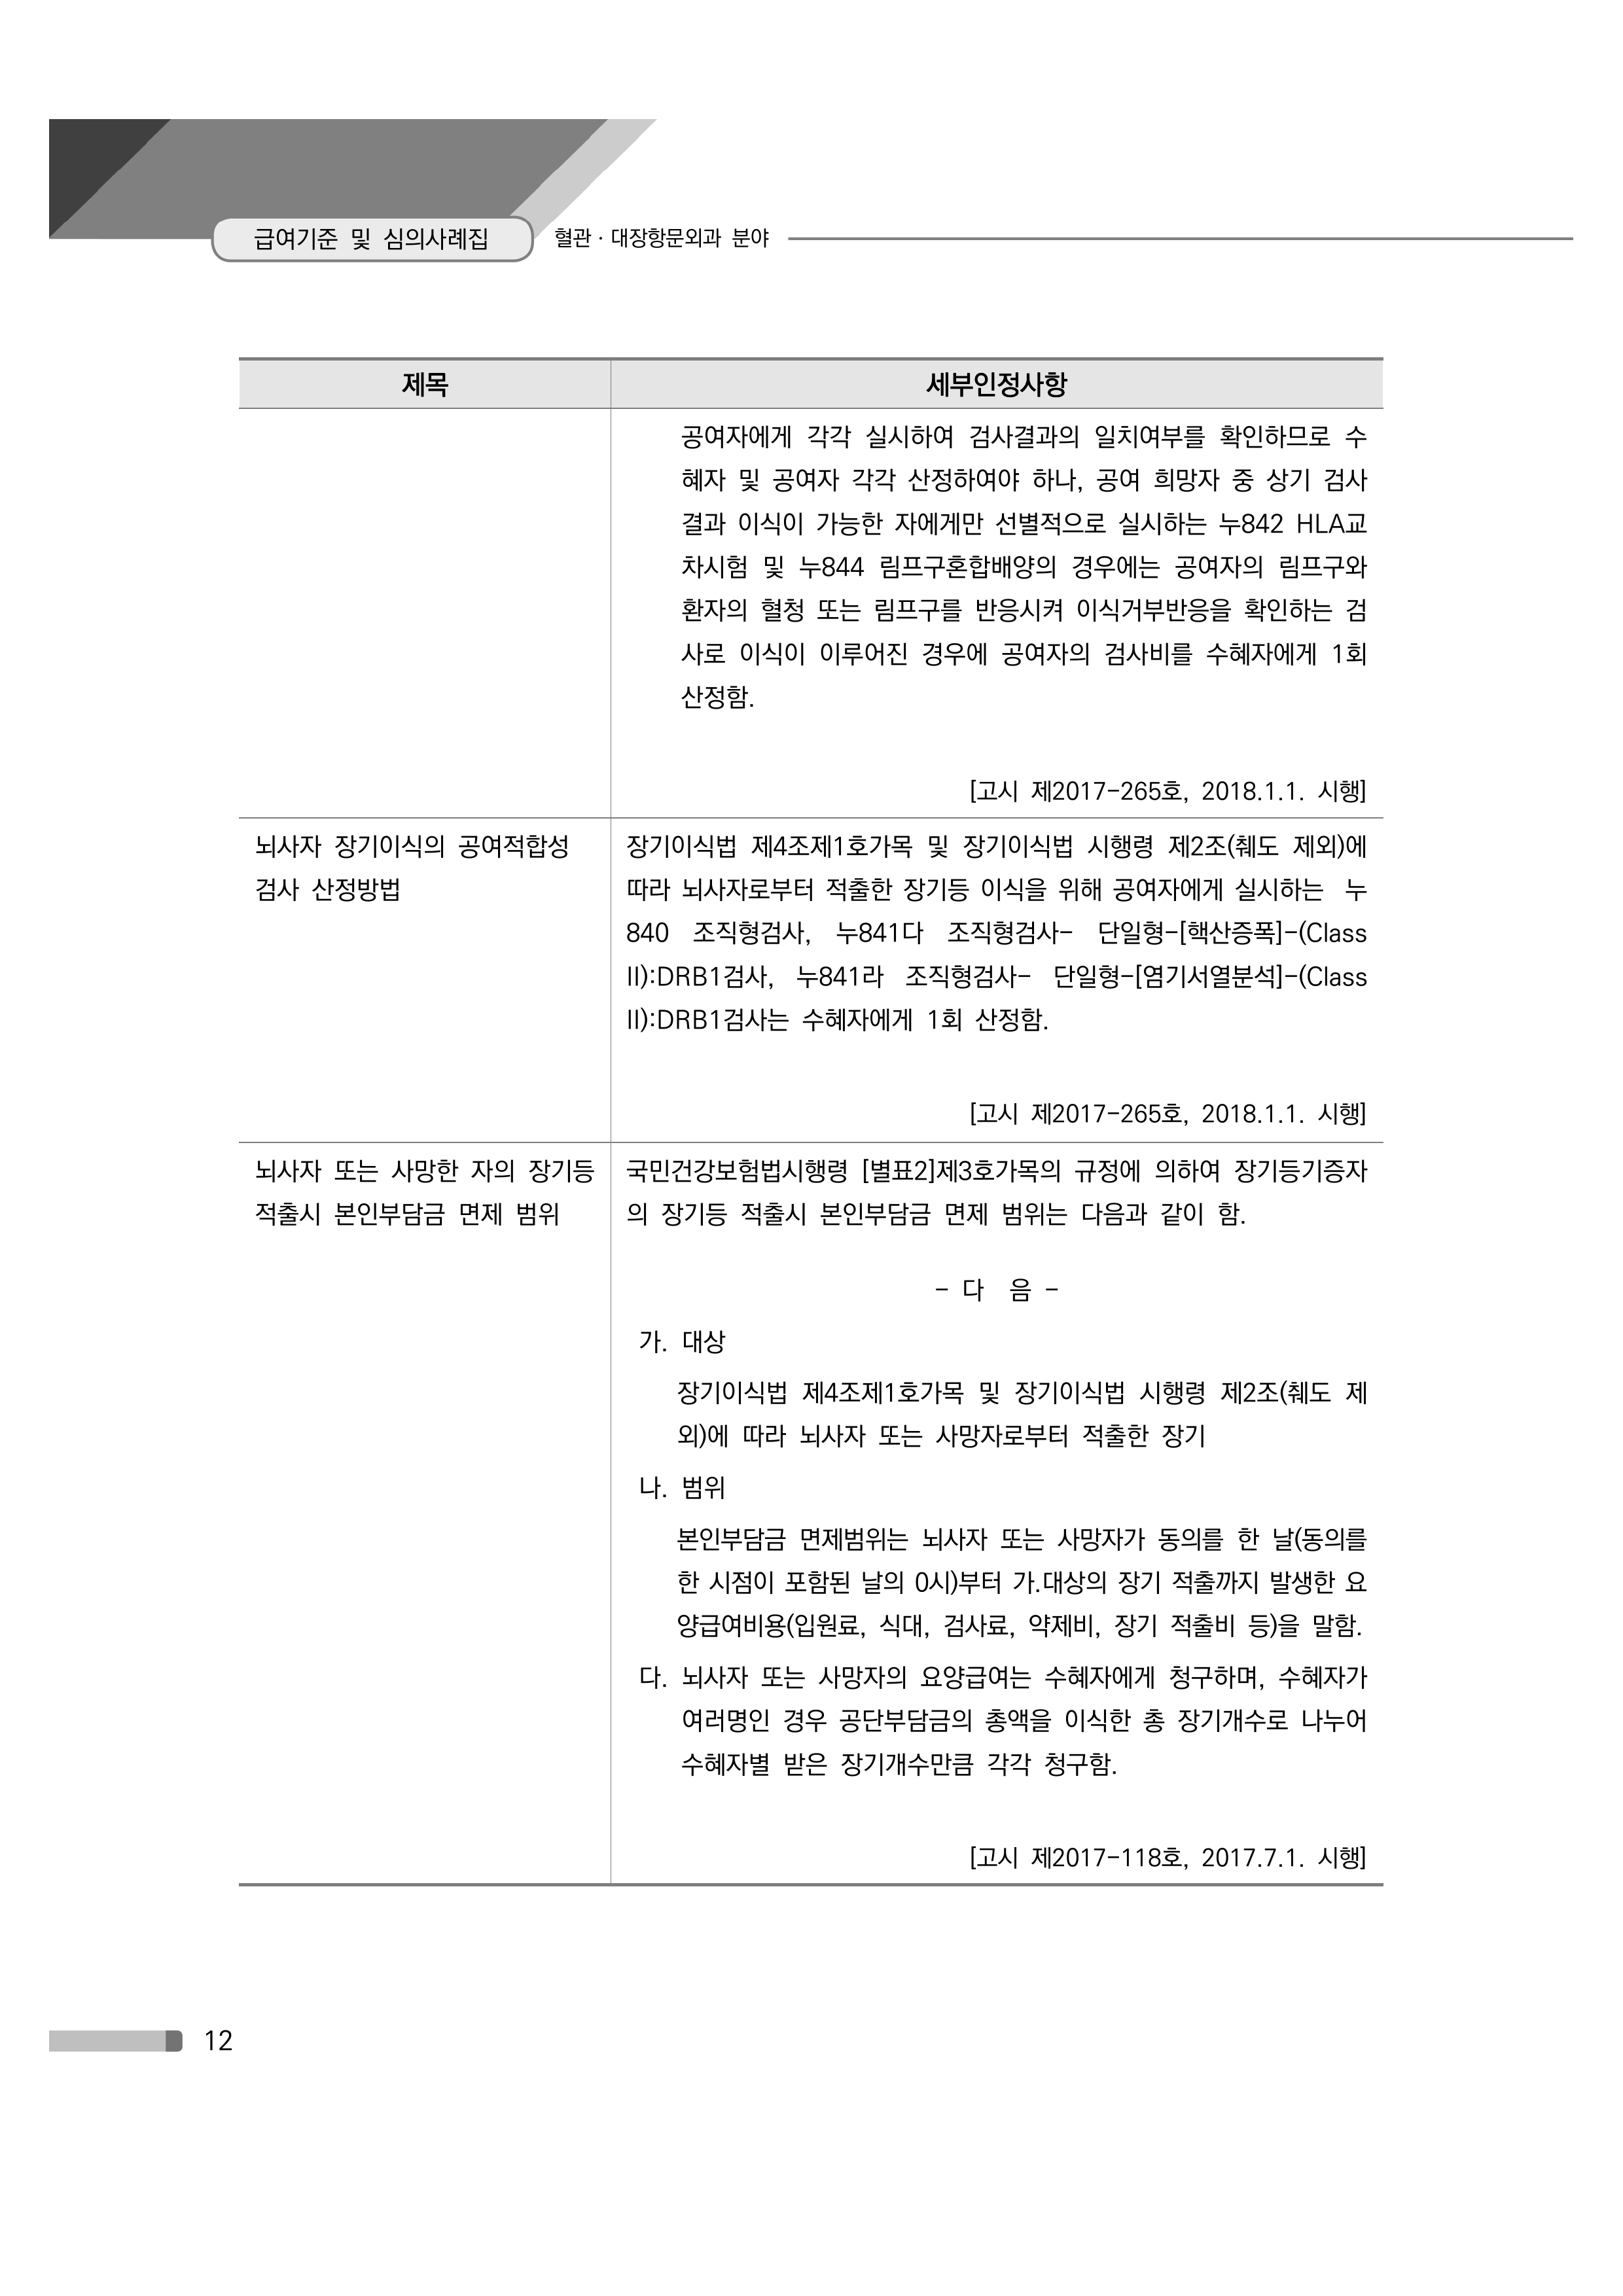 급여기준 및 심의사례집
혈관 · 대장항문외과 분야
제목
세부인정사항
공여자에게 각각 실시하여 검사결과의 일치여부를 확인하므로 수
혜자 및 공여자 각각 산정하여야 하나, 공여 희망자 중 상기 검사
결과 이식이 가능한 자에게만 선별적으로 실시하는 누842 HLA교
차시험 및 누844 림프구혼합배양의 경우에는 공여자의 림프구와
환자의 혈청 또는 림프구를 반응시켜 이식거부반응을 확인하는 검
사로 이식이 이루어진 경우에 공여자의 검사비를 수혜자에게 1회
산정함.
[고시 제2017-265호, 2018.1.1. 시행]
뇌사자 장기이식의 공여적합성
검사 산정방법
장기이식법 제4조제1호가목 및 장기이식법 시행령 제2조(췌도 제외)에
따라 뇌사자로부터 적출한 장기등 이식을 위해 공여자에게 실시하는 누
840 조직형검사, 누841다 조직형검사- 단일형-[핵산증폭]-(Class
II):DRB1검사, 누841라 조직형검사- 단일형-[염기서열분석]-(Class
II):DRB1검사는 수혜자에게 1회 산정함.
[고시 제2017-265호, 2018.1.1. 시행]
뇌사자 또는 사망한 자의 장기등
적출시 본인부담금 면제 범위
국민건강보험법시행령 [별표2]제3호가목의 규정에 의하여 장기등기증자
의 장기등 적출시 본인부담금 면제 범위는 다음과 같이 함.
- 다 음 -
가. 대상
장기이식법 제4조제1호가목 및 장기이식법 시행령 제2조(췌도 제
외)에 따라 뇌사자 또는 사망자로부터 적출한 장기
나. 범위
본인부담금 면제범위는 뇌사자 또는 사망자가 동의를 한 날(동의를
한 시점이 포함된 날의 0시)부터 가.대상의 장기 적출까지 발생한 요
양급여비용(입원료, 식대, 검사료, 약제비, 장기 적출비 등)을 말함.
다. 뇌사자 또는 사망자의 요양급여는 수혜자에게 청구하며, 수혜자가
여러명인 경우 공단부담금의 총액을 이식한 총 장기개수로 나누어
수혜자별 받은 장기개수만큼 각각 청구함.
[고시 제2017-118호, 2017.7.1. 시행]
12